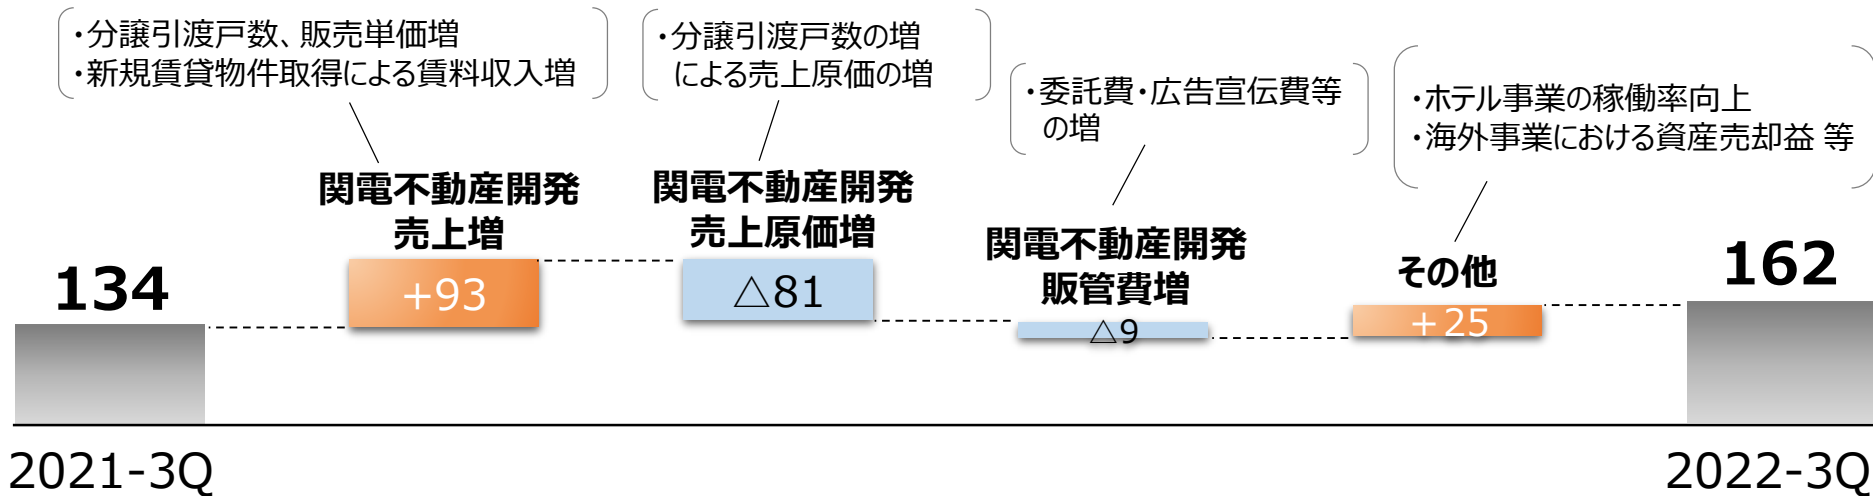 ・分譲引渡戸数、販売単価増
・新規賃貸物件取得による賃料収入増
・分譲引渡戸数の増
による売上原価の増
・委託費・広告宣伝費等
の増
・ホテル事業の稼働率向上
・海外事業における資産売却益 等
関電不動産開発
売上増
関電不動産開発
売上原価増
関電不動産開発
販管費増
その他
134
+93
△81
△9
+25
162
2021-3Q
2022-3Q